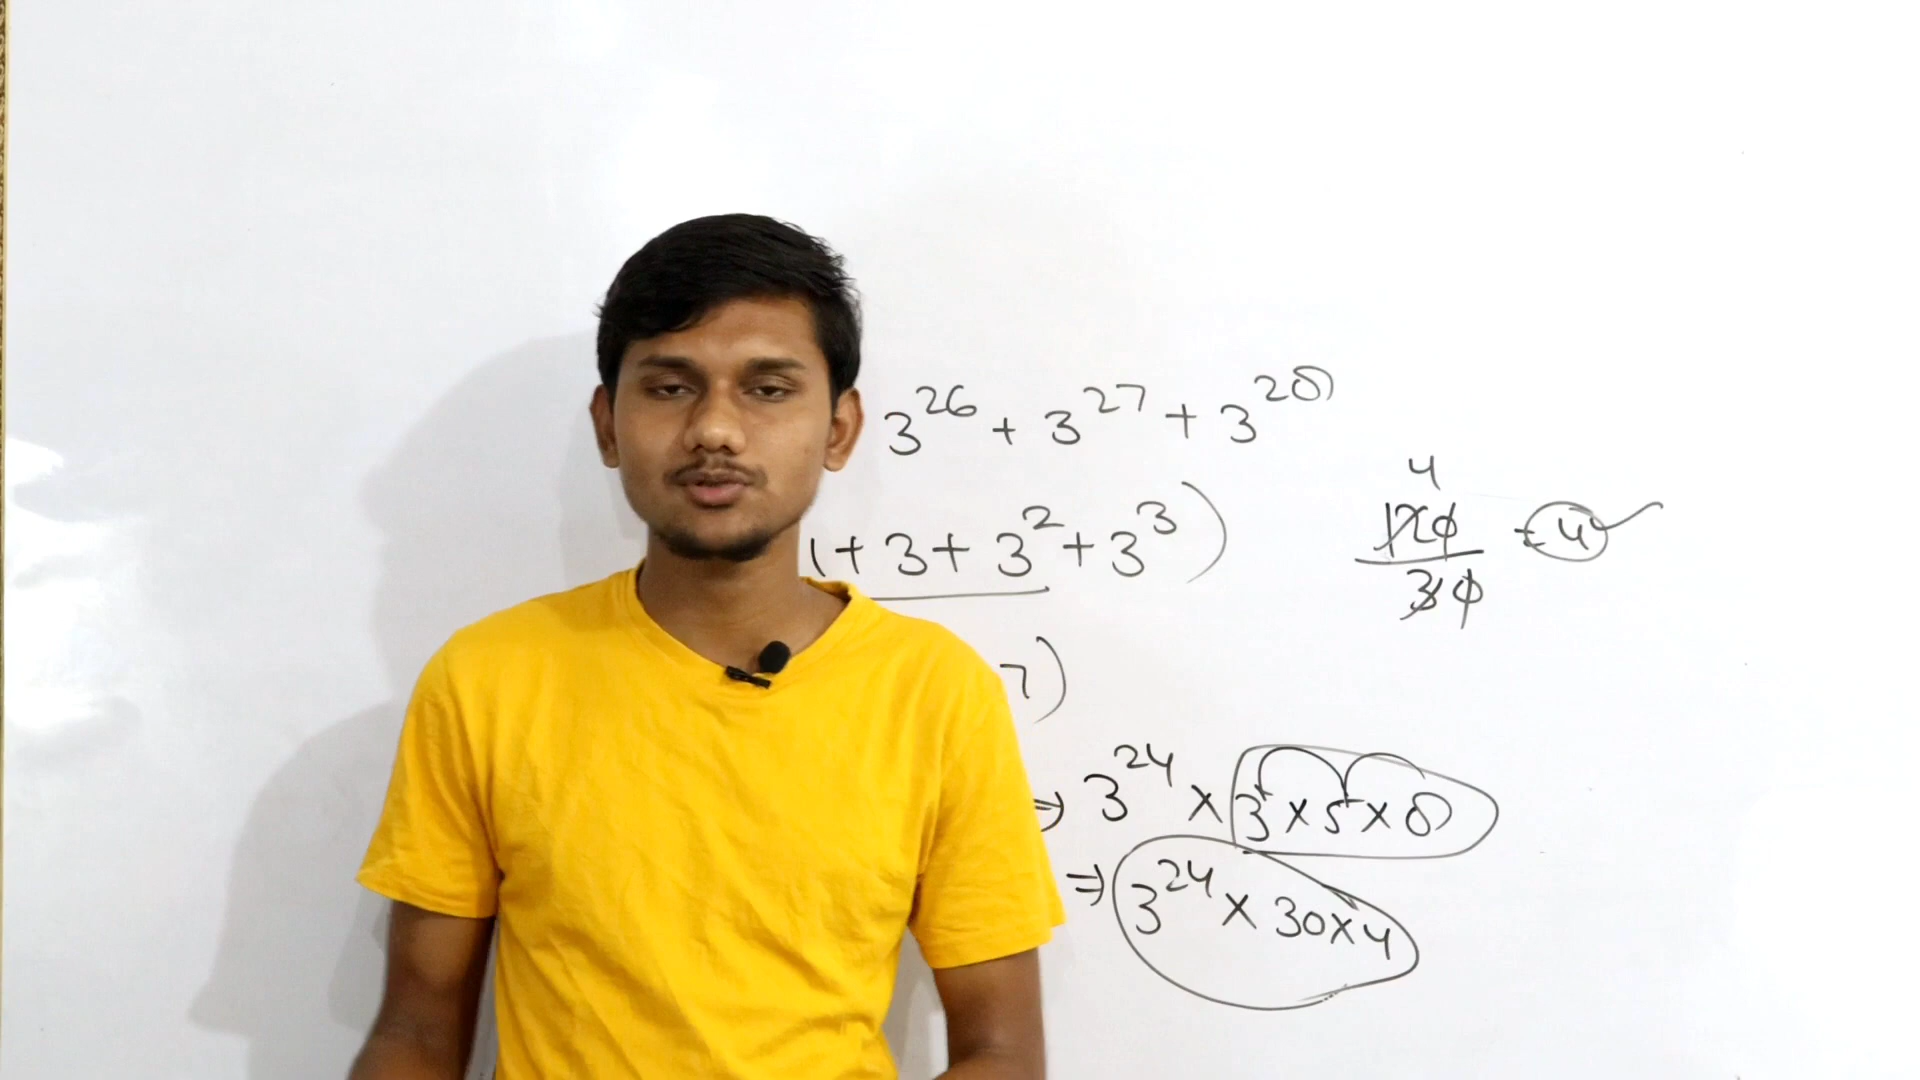 3^26 + 3^27 + 3^28
1 + 3 + 3^2 + 3^3)
4
120/30 = 4
7)
⇒ 3^24 × 3 × 5 × 8
⇒ 3^24 × 30 × 4